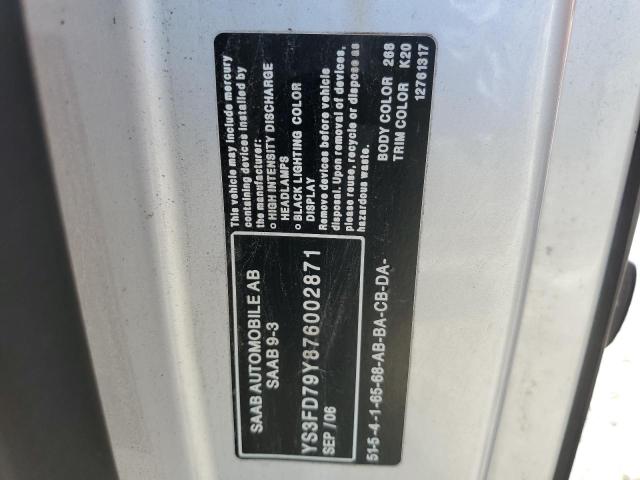 This vehicle may include mercury
containing devices installed by
the manufacturer:
○ HIGH INTENSITY DISCHARGE
HEADLAMPS
○ BLACK LIGHTING COLOR
DISPLAY
Remove devices before vehicle
disposal. Upon removal of devices,
please reuse, recycle or dispose as
hazardous waste.
BODY COLOR 268
TRIM COLOR K20
12761317
SAAB AUTOMOBILE AB
SAAB 9-3
YS3FD79Y876002871
SEP / 06
51-5-4-1-65-68-AB-BA-CB-DA-